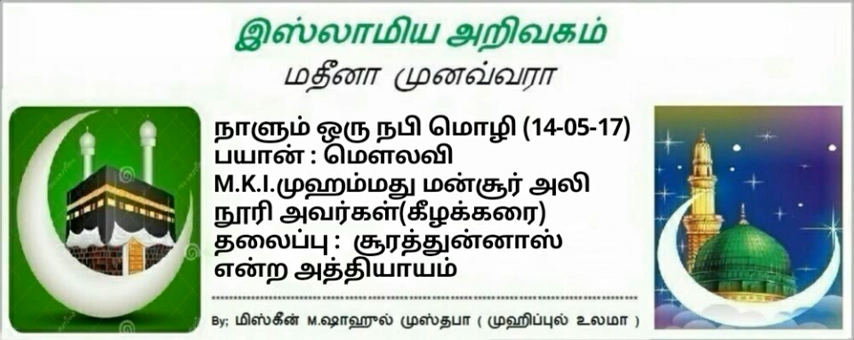 இஸ்லாமிய அறிவகம்
மதீனா முனவ்வரா
நாளும் ஒரு நபி மொழி (14-05-17)
பயான் : மௌலவி
M.K.I.முஹம்மது மன்சூர் அலி
நூரி அவர்கள்(கீழக்கரை)
தலைப்பு : சூரத்துன்னாஸ்
என்ற அத்தியாயம்
By; மிஸ்கீன் M.ஷாஹுல் முஸ்தபா ( முஹிப்புல் உலமா )